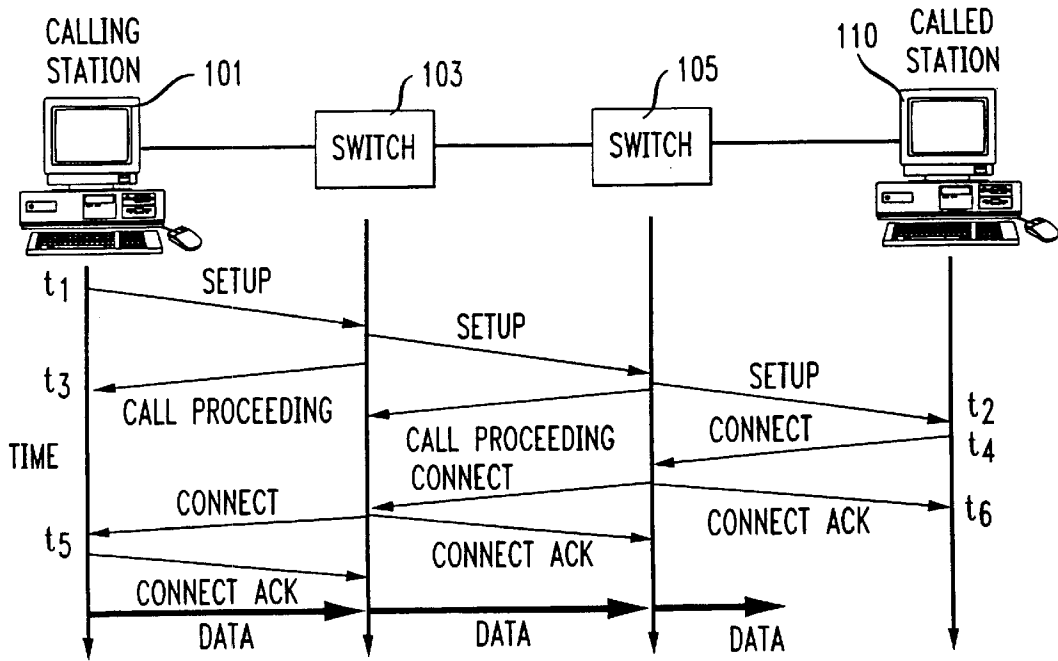 CALLING
STATION
101
103
105
110
CALLED
STATION
SWITCH
SWITCH
t1
SETUP
SETUP
t3
SETUP
CALL PROCEEDING
t2
CONNECT
t4
TIME
CALL PROCEEDING
CONNECT
CONNECT
t6
CONNECT ACK
t5
CONNECT ACK
CONNECT ACK
DATA
DATA
DATA